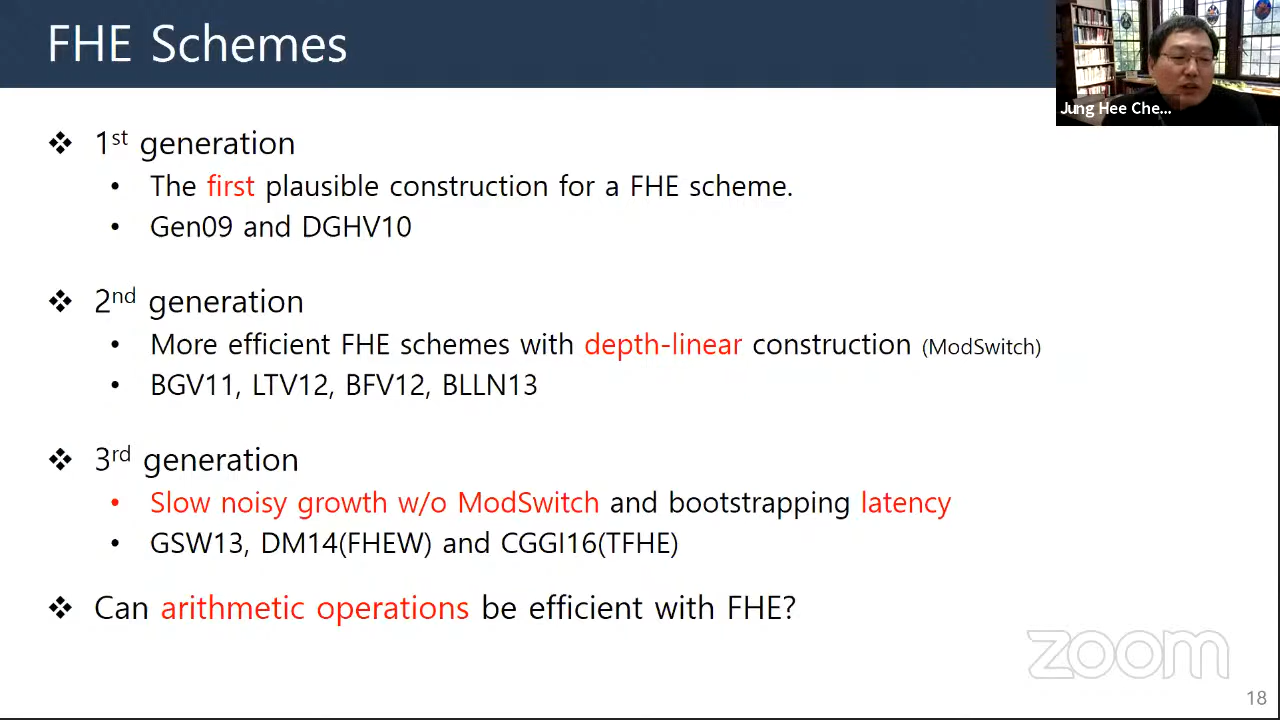 FHE Schemes
Jung Hee Che...
❖ 1st generation
• The first plausible construction for a FHE scheme.
• Gen09 and DGHV10
❖ 2nd generation
• More efficient FHE schemes with depth-linear construction (ModSwitch)
• BGV11, LTV12, BFV12, BLLN13
❖ 3rd generation
• Slow noisy growth w/o ModSwitch and bootstrapping latency
• GSW13, DM14(FHEW) and CGGI16(TFHE)
❖ Can arithmetic operations be efficient with FHE?
zoom
18